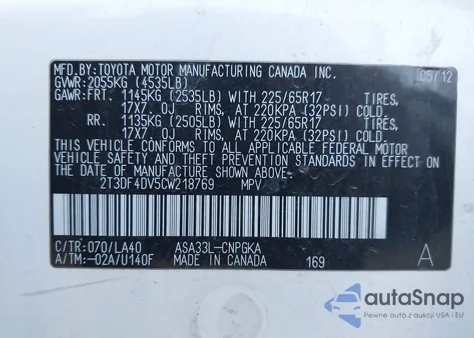 MFD.BY:TOYOTA MOTOR MANUFACTURING CANADA INC. 05/12
GVWR:2055KG (4535LB)
GAWR:FRT. 1145KG (2535LB) WITH 225/65R17 TIRES,
17X7.0J RIMS, AT 220KPA (32PSI) COLD.
RR. 1135KG (2505LB) WITH 225/65R17 TIRES,
17X7.0J RIMS, AT 220KPA (32PSI) COLD.
THIS VEHICLE CONFORMS TO ALL APPLICABLE FEDERAL MOTOR
VEHICLE SAFETY AND THEFT PREVENTION STANDARDS IN EFFECT ON
THE DATE OF MANUFACTURE SHOWN ABOVE.
2T3DF4DV5CW218769 MPV
C/TR:070/LA40 ASA33L-CNPGKA A
A/TM:-02A/U140F MADE IN CANADA 169
autoSnap
Pewne auta z aukcji USA i EU